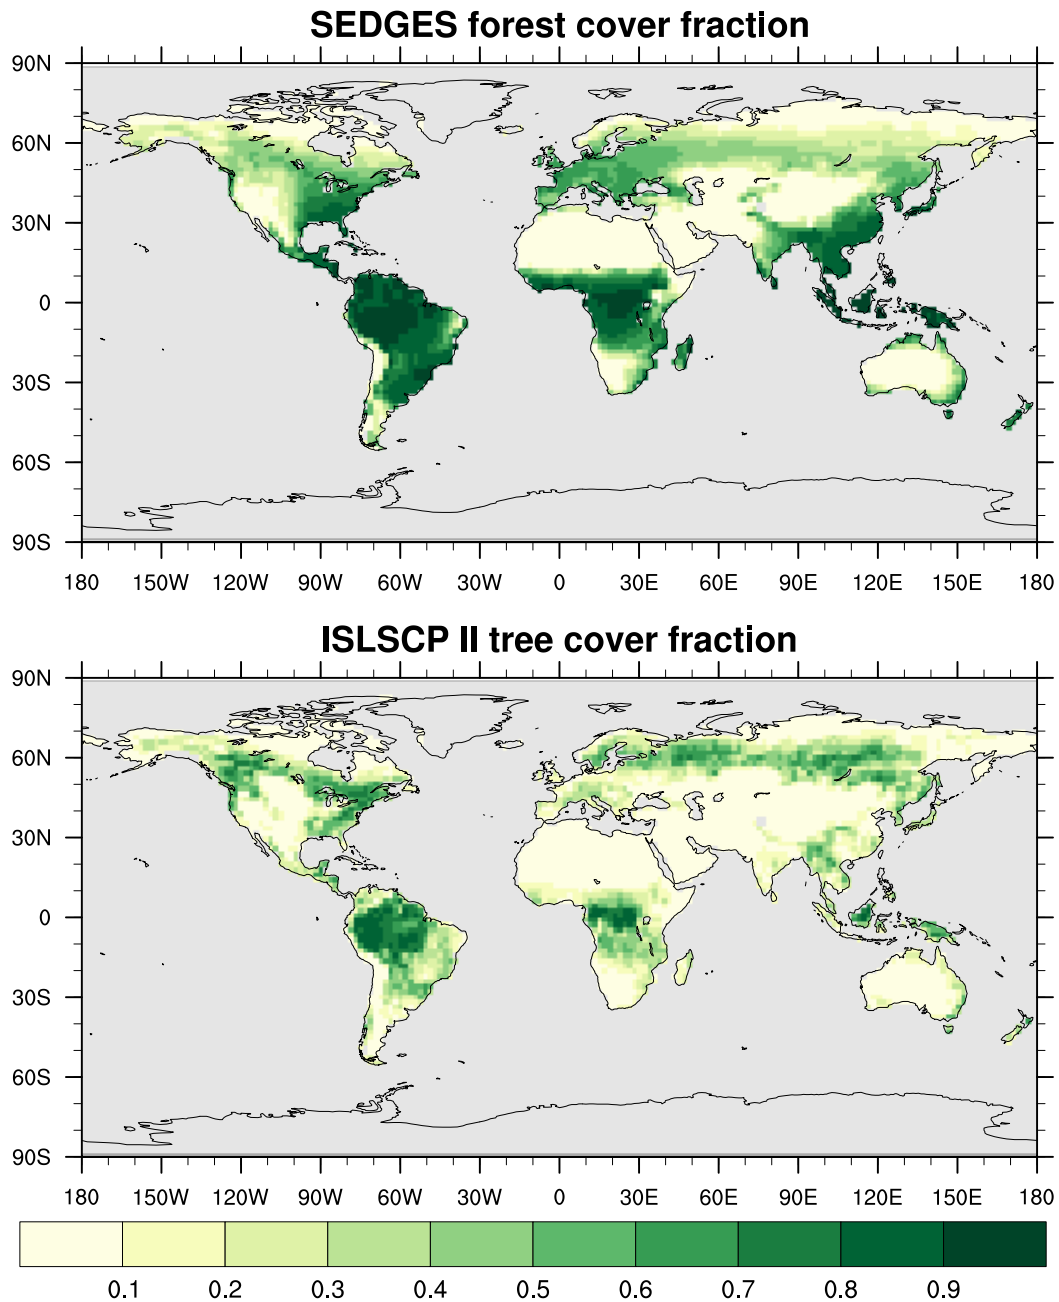 SEDGES forest cover fraction
90N
60N
30N
0
30S
60S
90S
180 150W 120W 90W 60W 30W 0 30E 60E 90E 120E 150E 180
ISLSCP II tree cover fraction
90N
60N
30N
0
30S
60S
90S
180 150W 120W 90W 60W 30W 0 30E 60E 90E 120E 150E 180
0.1 0.2 0.3 0.4 0.5 0.6 0.7 0.8 0.9